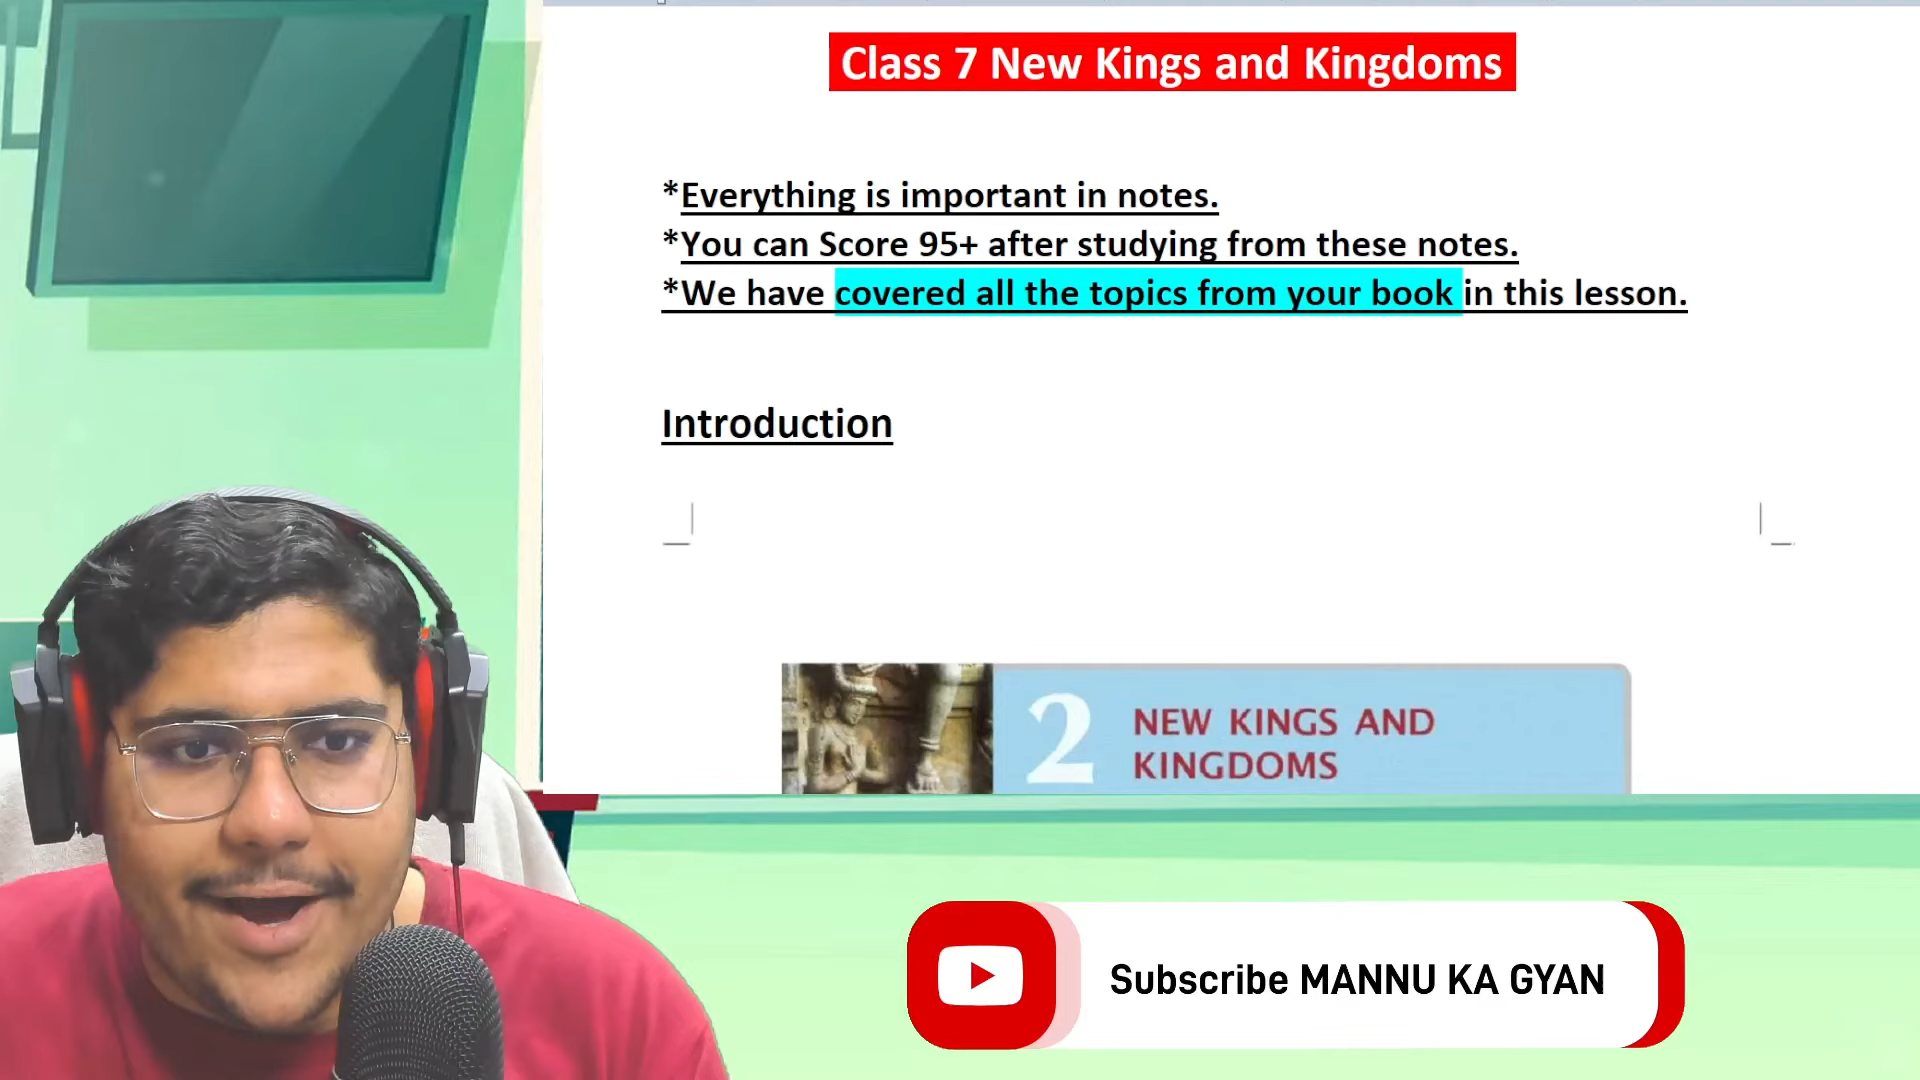 Class 7 New Kings and Kingdoms
*Everything is important in notes.
*You can Score 95+ after studying from these notes.
*We have covered all the topics from your book in this lesson.
Introduction
2
NEW KINGS AND
KINGDOMS
Subscribe MANNU KA GYAN